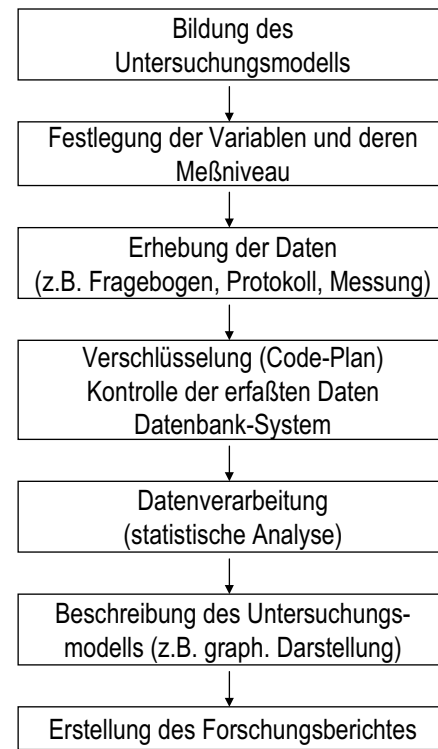 Bildung des
Untersuchungsmodells
Festlegung der Variablen und deren
Meßniveau
Erhebung der Daten
(z.B. Fragebogen, Protokoll, Messung)
Verschlüsselung (Code-Plan)
Kontrolle der erfaßten Daten
Datenbank-System
Datenverarbeitung
(statistische Analyse)
Beschreibung des Untersuchungs-
modells (z.B. graph. Darstellung)
Erstellung des Forschungsberichtes